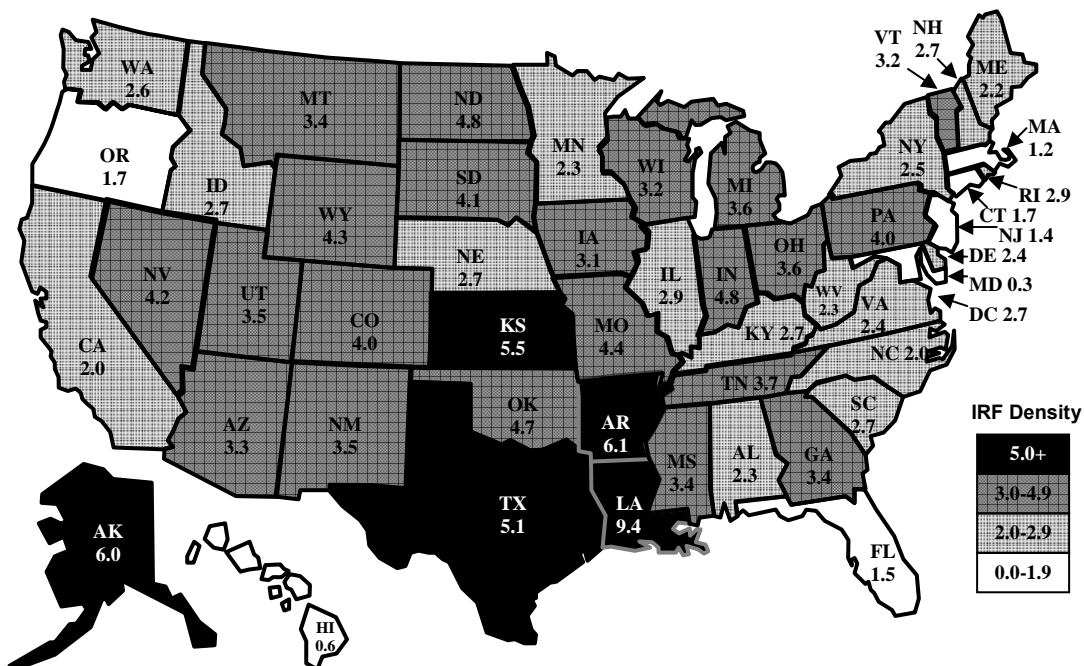 WA
2.6
OR
1.7
CA
2.0
ID
2.7
NV
4.2
MT
3.4
WY
4.3
UT
3.5
AZ
3.3
CO
4.0
NM
3.5
ND
4.8
SD
4.1
NE
2.7
KS
5.5
OK
4.7
TX
5.1
MN
2.3
IA
3.1
MO
4.4
AR
6.1
LA
9.4
WI
3.2
IL
2.9
MI
3.6
IN
4.8
OH
3.6
KY 2.7
TN 3.7
MS
3.4
AL
2.3
GA
3.4
FL
1.5
SC
2.7
NC 2.0
VA
2.4
WV
2.3
PA
4.0
NY
2.5
VT
3.2
NH
2.7
ME
2.2
MA
1.2
RI 2.9
CT 1.7
NJ 1.4
DE 2.4
MD 0.3
DC 2.7
AK
6.0
HI
0.6
IRF Density
5.0+
3.0-4.9
2.0-2.9
0.0-1.9